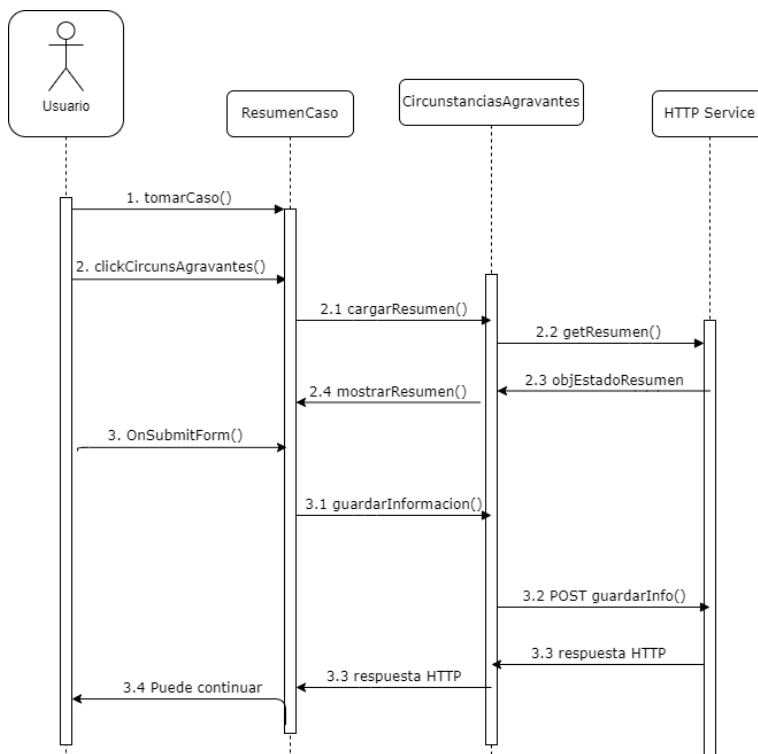 Usuario
ResumenCaso
CircunstanciasAgravantes
HTTP Service
1. tomarCaso()
2. clickCircunsAgravantes()
2.1 cargarResumen()
2.2 getResumen()
2.3 objEstadoResumen
2.4 mostrarResumen()
3. OnSubmitForm()
3.1 guardarInformacion()
3.2 POST guardarInfo()
3.3 respuesta HTTP
3.3 respuesta HTTP
3.4 Puede continuar